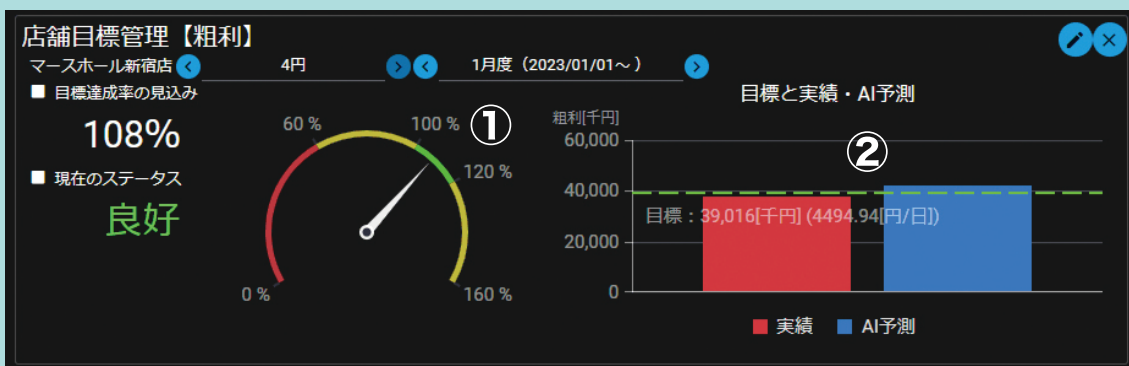 店舗目標管理【粗利】
マースホール新宿店
4円
1月度（2023/01/01～）
目標達成率の見込み
108%
現在のステータス
良好
①
0 %
60 %
100 %
120 %
160 %
目標と実績・AI予測
②
粗利[千円]
60,000
40,000
20,000
0
目標：39,016[千円] (4494.94[円/日])
実績
AI予測